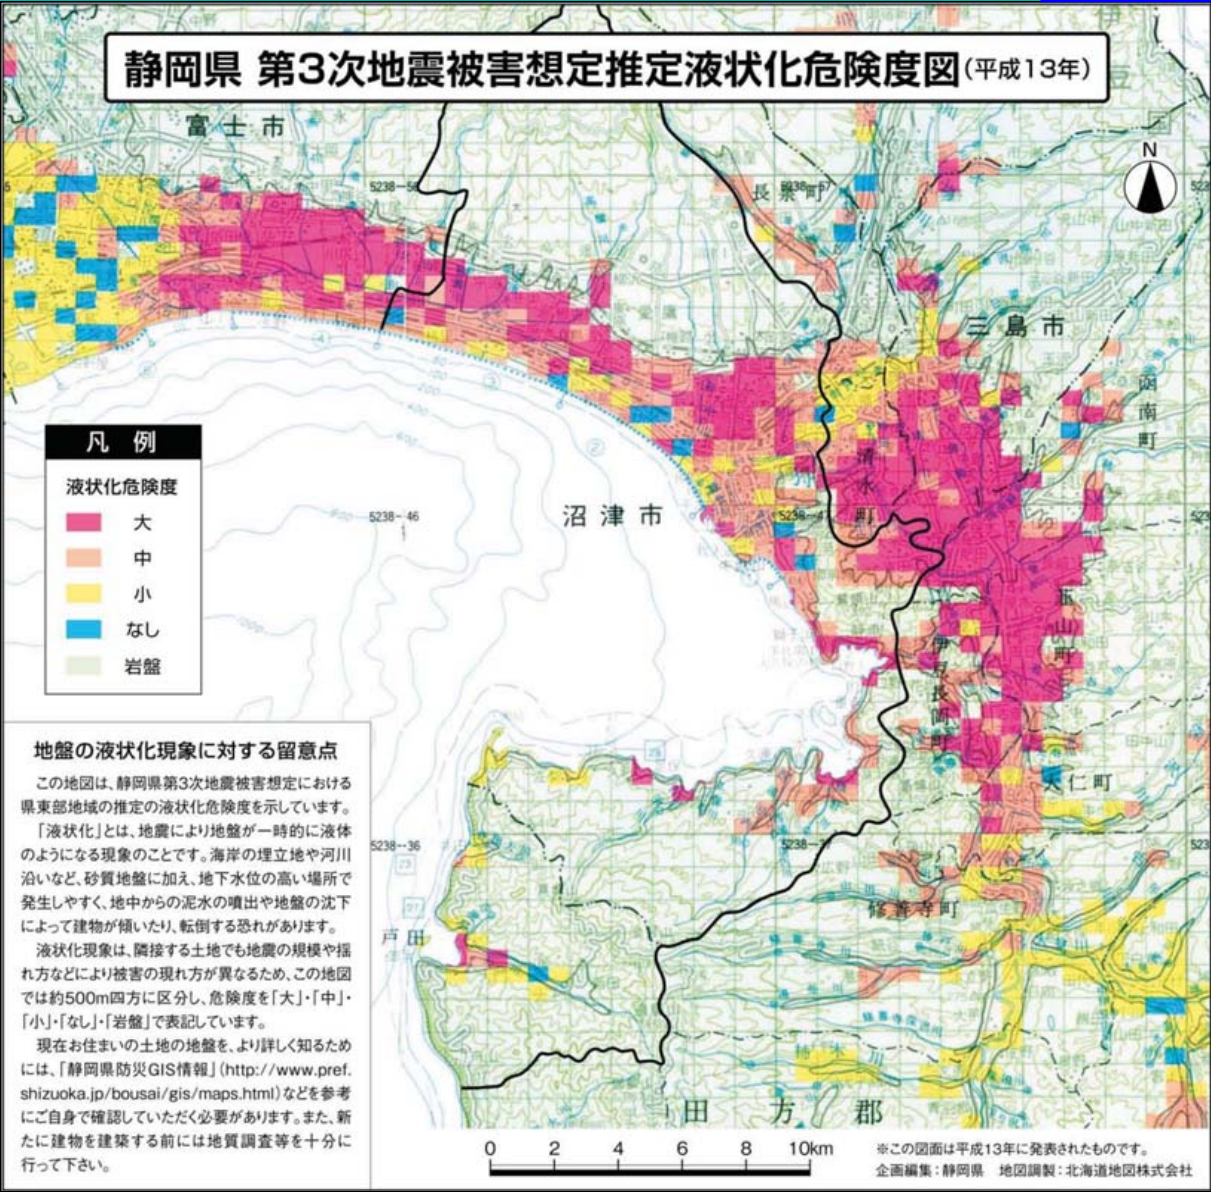 静岡県 第3次地震被害想定推定液状化危険度図(平成13年)
富士市
5238-56
長泉町
5238-57
N
三島市
函南町
凡 例
液状化危険度
大
中
小
なし
岩盤
沼津市
清水町
5238-46
5238-47
韮山町
伊豆長岡町
大仁町
5238-36
5238-37
修善寺町
戸田
田方郡
地盤の液状化現象に対する留意点
この地図は、静岡県第3次地震被害想定における
県東部地域の推定の液状化危険度を示しています。
「液状化」とは、地震により地盤が一時的に液体
のようになる現象のことです。海岸の埋立地や河川
沿いなど、砂質地盤に加え、地下水位の高い場所で
発生しやすく、地中からの泥水の噴出や地盤の沈下
によって建物が傾いたり、転倒する恐れがあります。
液状化現象は、隣接する土地でも地震の規模や揺
れ方などにより被害の現れ方が異なるため、この地図
では約500m四方に区分し、危険度を「大」・「中」・
「小」・「なし」・「岩盤」で表記しています。
現在お住まいの土地の地盤を、より詳しく知るため
には、「静岡県防災GIS情報」(http://www.pref.
shizuoka.jp/bousai/gis/maps.html)などを参考
にご自身で確認していただく必要があります。また、新
たに建物を建築する前には地質調査等を十分に
行って下さい。
0 2 4 6 8 10km
※この図面は平成13年に発表されたものです。
企画編集:静岡県 地図調製:北海道地図株式会社